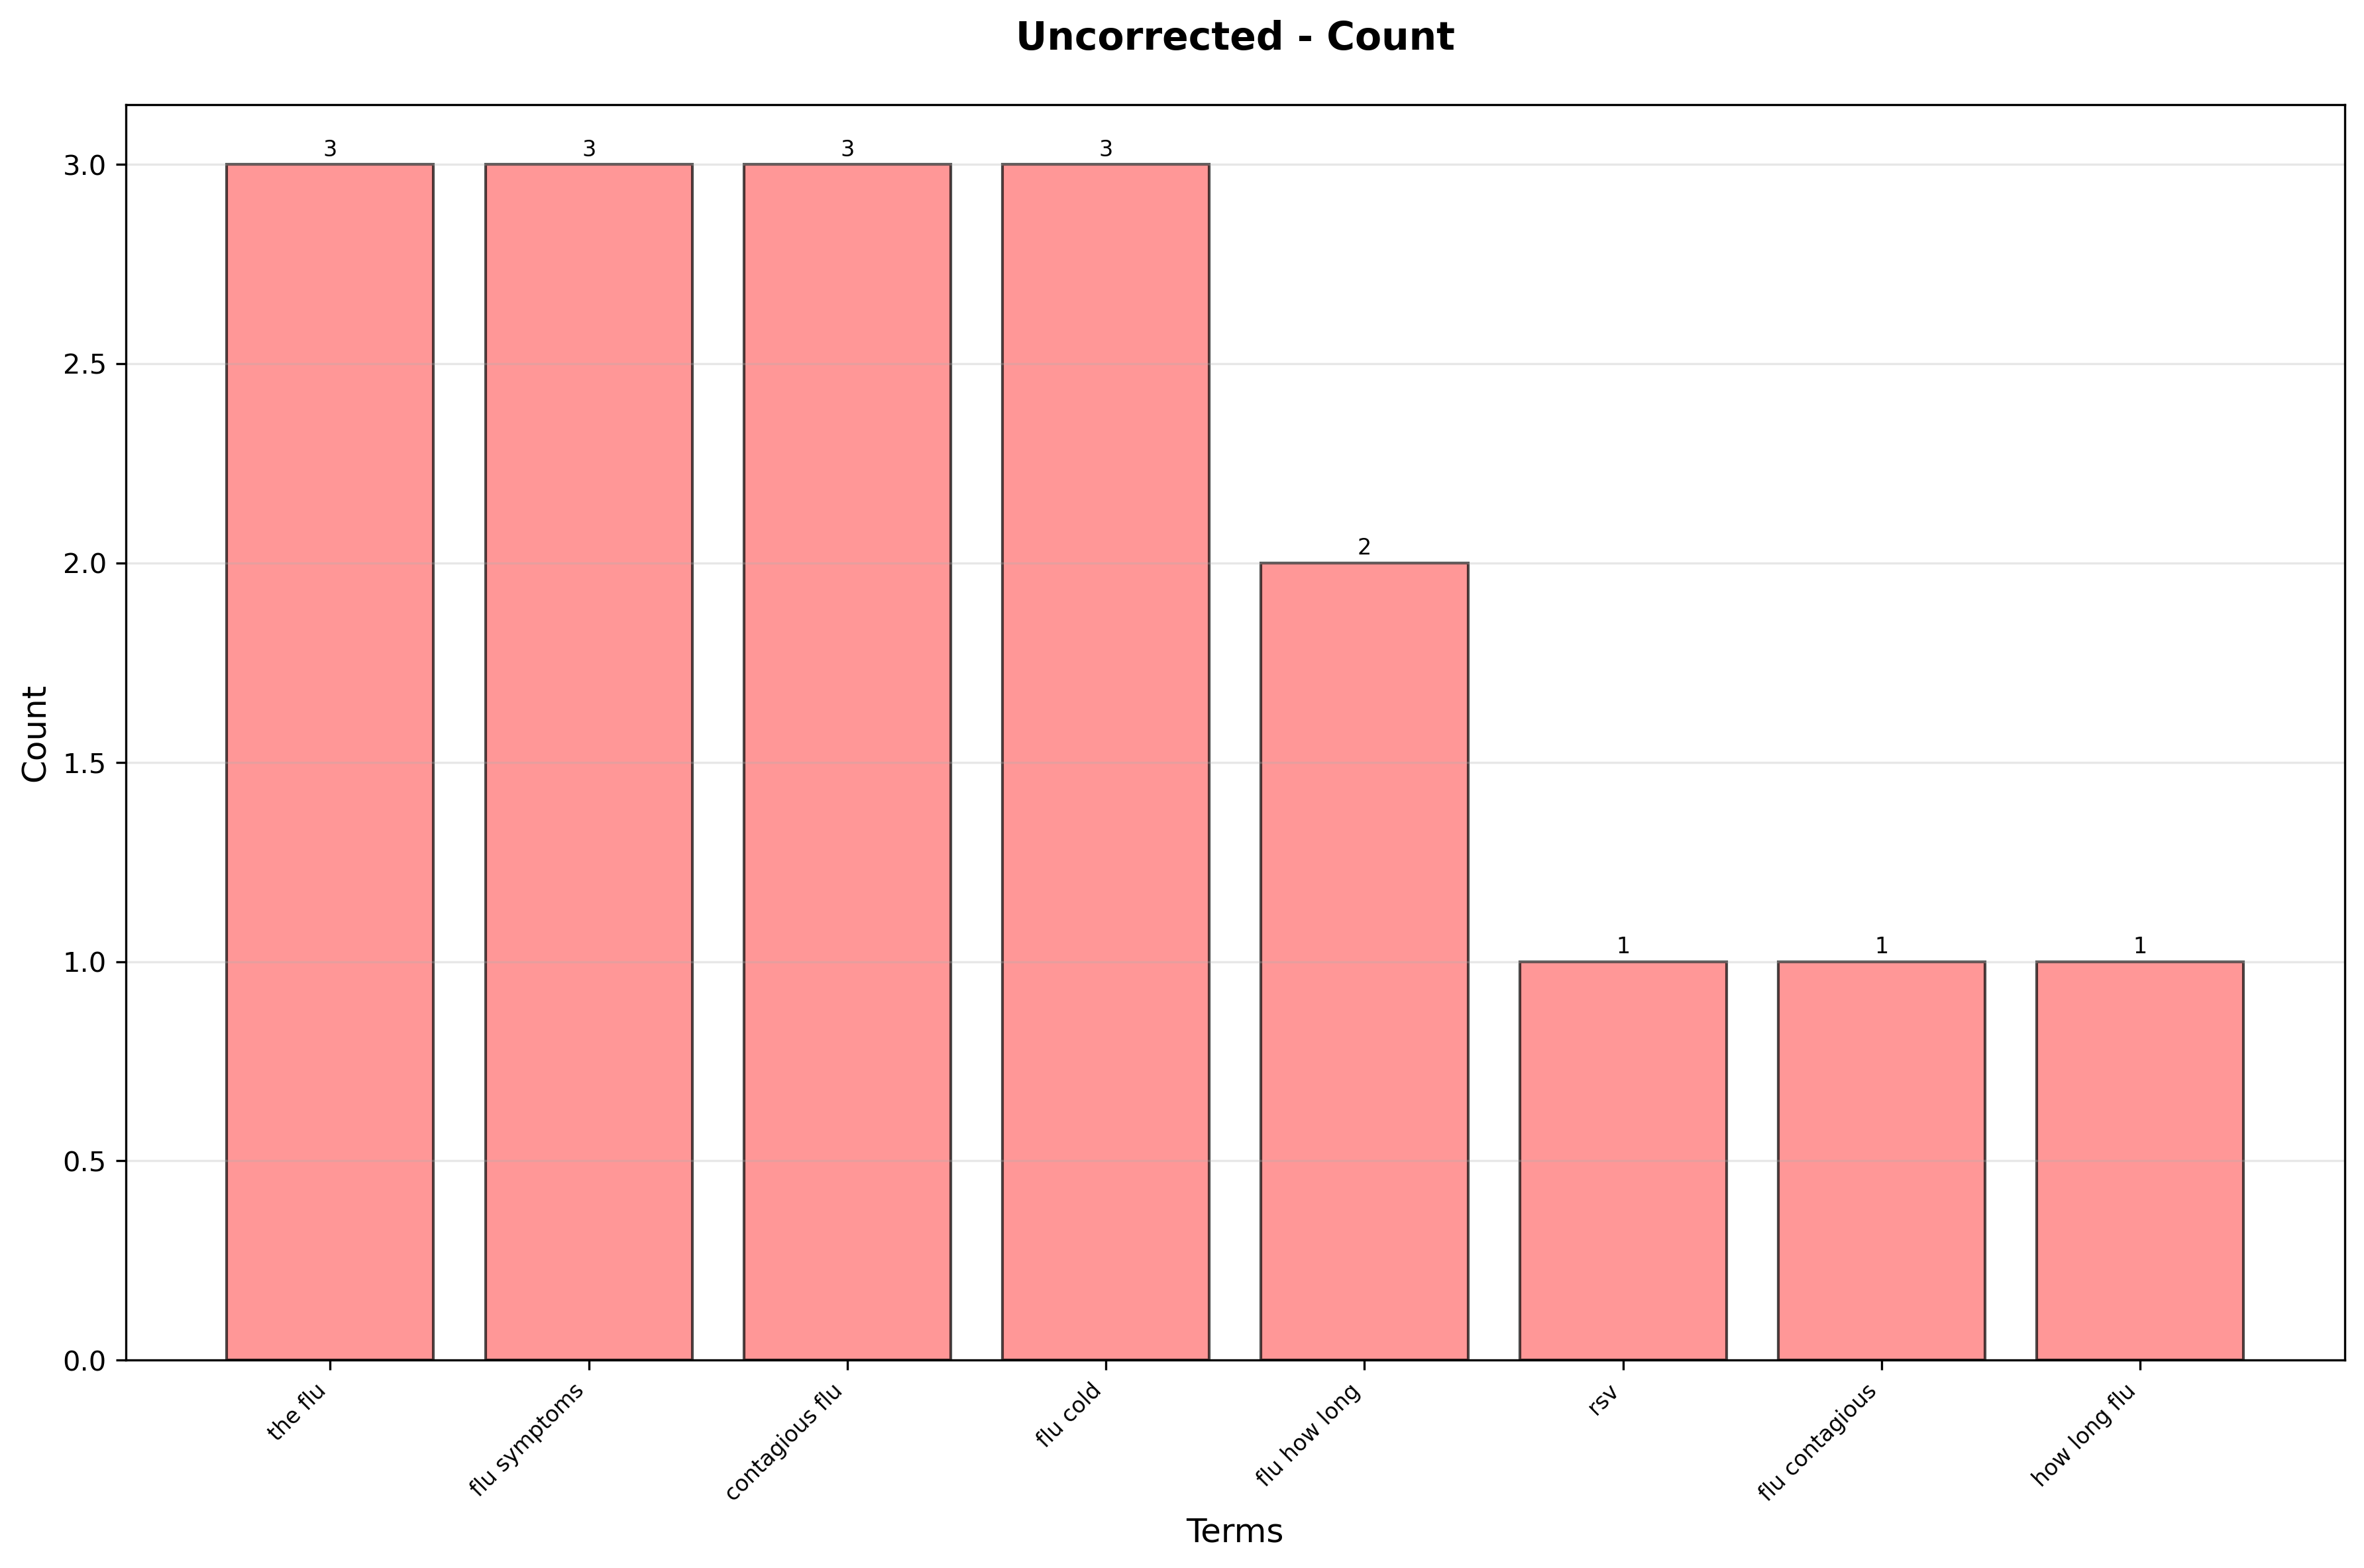 Uncorrected - Count
3 3 3 3 2 1 1 1
3.0
2.5
2.0
1.5
1.0
0.5
0.0
Count
the flu
flu symptoms
contagious flu
flu cold
flu how long
rsv
flu contagious
how long flu
Terms